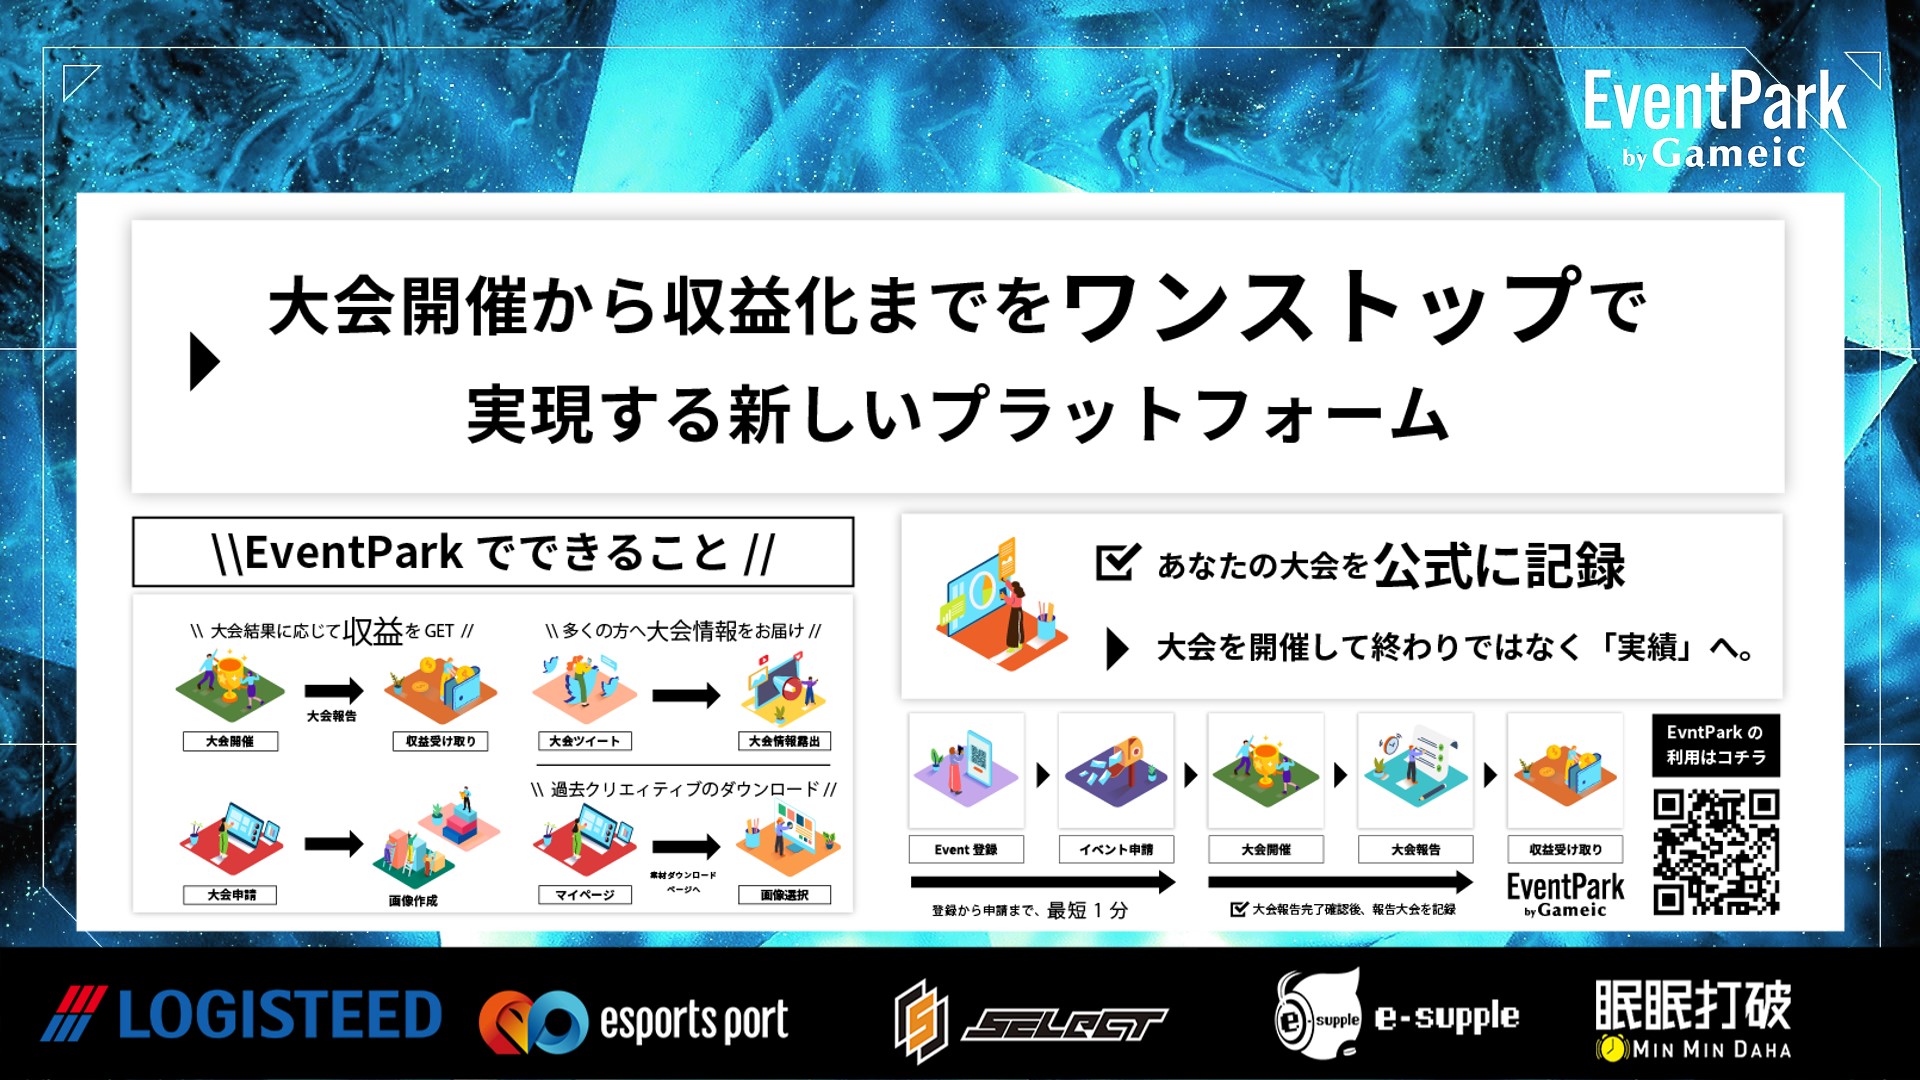 EventPark
by Gameic
大会開催から収益化までをワンストップで
実現する新しいプラットフォーム
\\EventPark でできること //
\\ 大会結果に応じて収益をGET //
大会開催
大会報告
収益受け取り
\\ 多くの方へ大会情報をお届け //
大会ツイート
大会情報露出
大会申請
画像作成
\\ 過去クリエィティブのダウンロード //
マイページ
素材ダウンロード
ページへ
画像選択
あなたの大会を公式に記録
大会を開催して終わりではなく「実績」へ。
Event 登録
イベント申請
大会開催
大会報告
収益受け取り
登録から申請まで、最短 1 分
大会報告完了確認後、報告大会を記録
EventPark
by Gameic
EvntPark の
利用はコチラ
LOGISTEED
esports port
SELECT
e-supple
e-supple
眠眠打破
MIN MIN DAHA